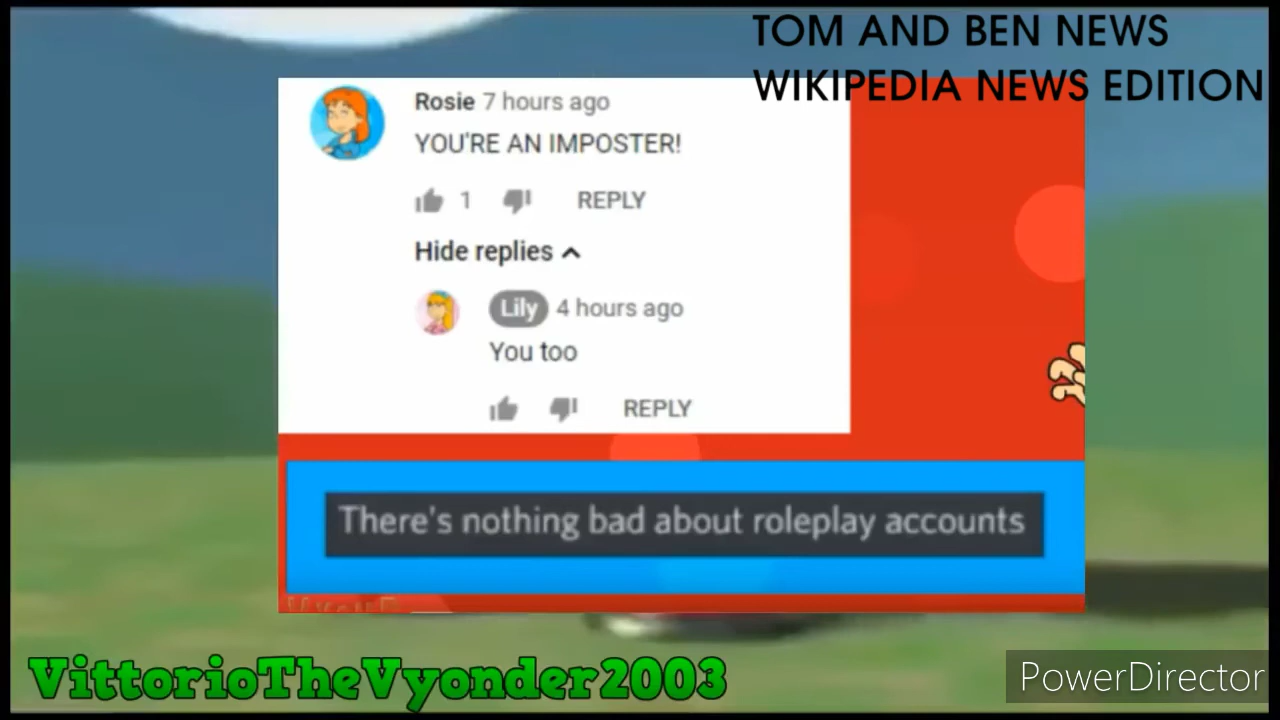 TOM AND BEN NEWS
WIKIPEDIA NEWS EDITION
Rosie 7 hours ago
YOU'RE AN IMPOSTER!
1 REPLY
Hide replies
Lily 4 hours ago
You too
REPLY
There's nothing bad about roleplay accounts
VittorioTheVyonder2003
PowerDirector